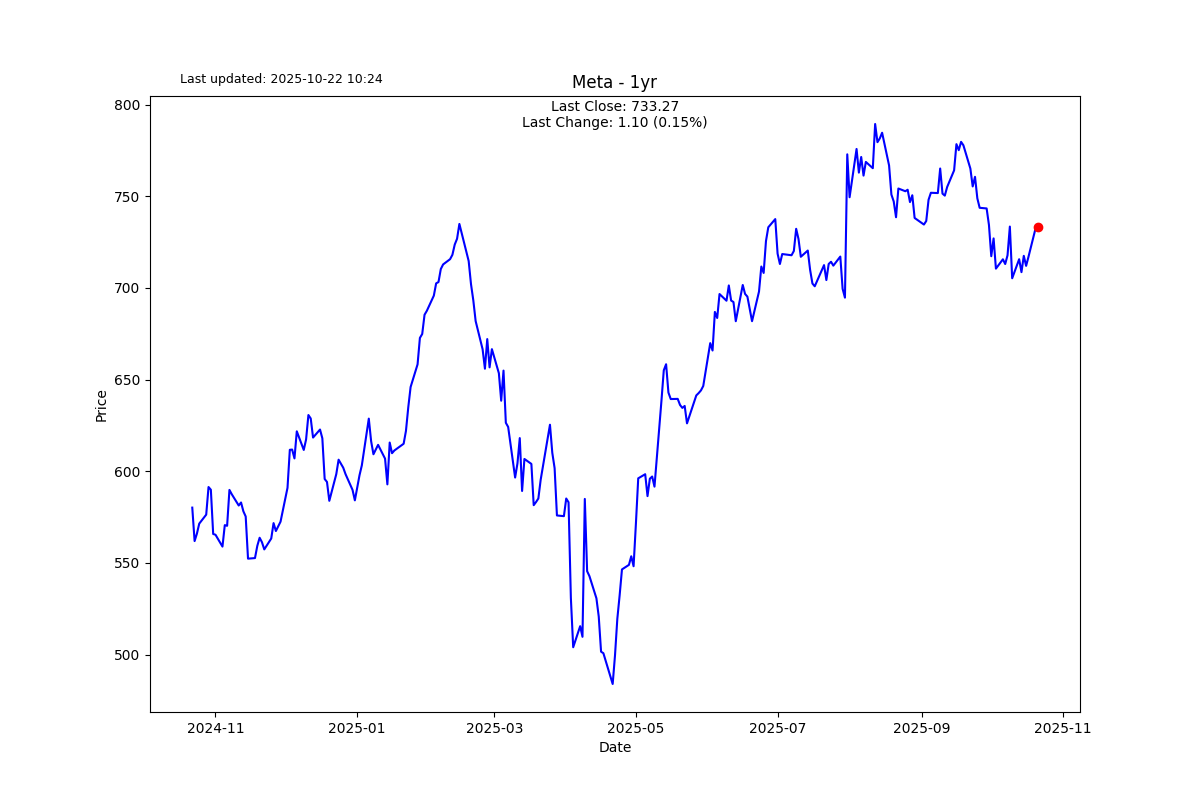 Last updated: 2025-10-22 10:24
Meta - 1yr
Last Close: 733.27
Last Change: 1.10 (0.15%)
800
750
700
650
600
550
500
Price
2024-11
2025-01
2025-03
2025-05
2025-07
2025-09
2025-11
Date